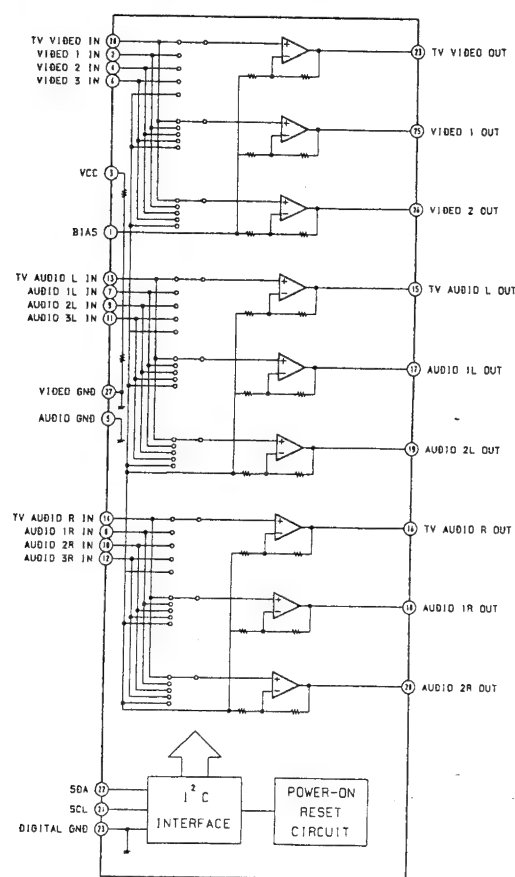 TV VIDEO IN
VIDEO 1 IN 2
VIDEO 2 IN 4
VIDEO 3 IN 6
VCC 3
BIAS 1
TV AUDIO L IN 13
AUDIO 1L IN 7
AUDIO 2L IN 9
AUDIO 3L IN 11
VIDEO GND 27
AUDIO GND 5
TV AUDIO R IN 14
AUDIO 1R IN 8
AUDIO 2R IN 10
AUDIO 3R IN 12
SDA 22
SCL 21
DIGITAL GND
+
−
+
−
+
−
+
−
+
−
+
−
+
−
+
−
+
−
TV VIDEO OUT
25 VIDEO 1 OUT
26 VIDEO 2 OUT
15 TV AUDIO L OUT
17 AUDIO 1L OUT
19 AUDIO 2L OUT
16 TV AUDIO R OUT
18 AUDIO 1R OUT
20 AUDIO 2R OUT
I²C
INTERFACE
POWER-ON
RESET
CIRCUIT